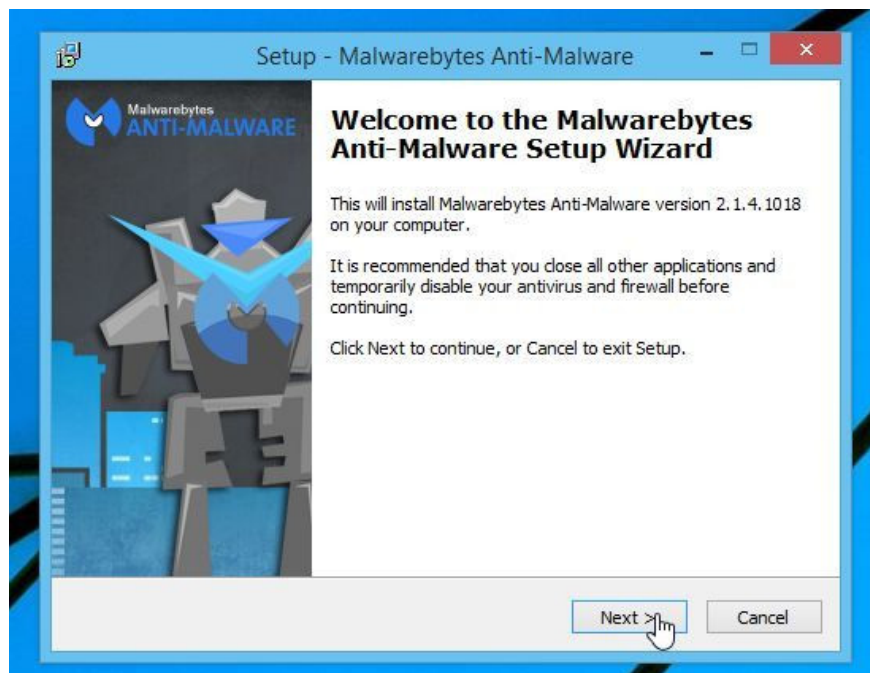 Setup - Malwarebytes Anti-Malware
Malwarebytes
ANTI-MALWARE
Welcome to the Malwarebytes
Anti-Malware Setup Wizard
This will install Malwarebytes Anti-Malware version 2.1.4.1018
on your computer.
It is recommended that you close all other applications and
temporarily disable your antivirus and firewall before
continuing.
Click Next to continue, or Cancel to exit Setup.
Next >
Cancel